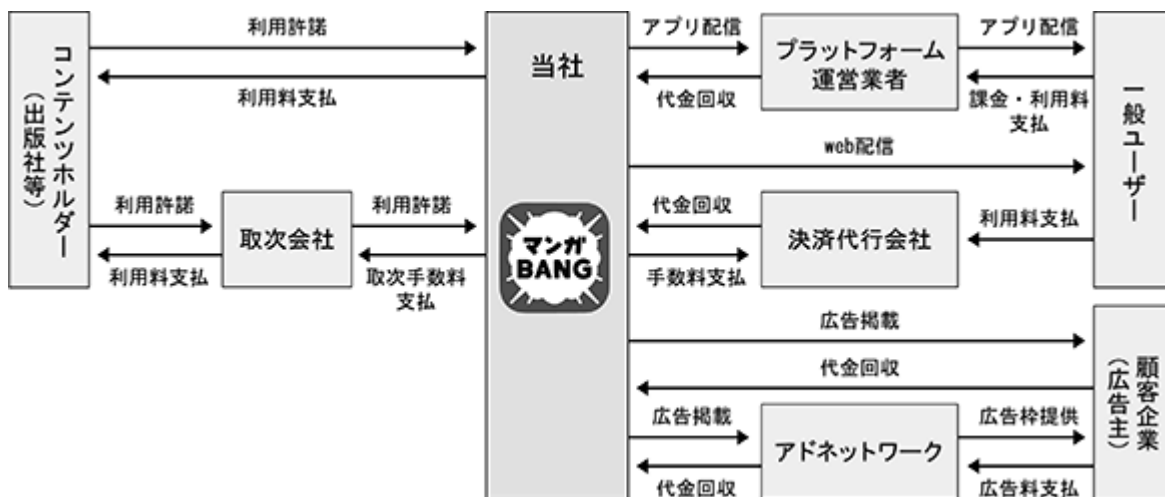 コンテンツホルダー
（出版社等）
利用許諾
利用料支払
利用許諾
利用料支払
取次会社
利用許諾
取次手数料
支払
当社
マンガ
BANG
アプリ配信
代金回収
プラットフォーム
運営業者
アプリ配信
課金・利用料
支払
web配信
代金回収
手数料支払
決済代行会社
利用料支払
一般ユーザー
広告掲載
代金回収
広告掲載
代金回収
アドネットワーク
広告枠提供
広告料支払
顧客企業
（広告主）